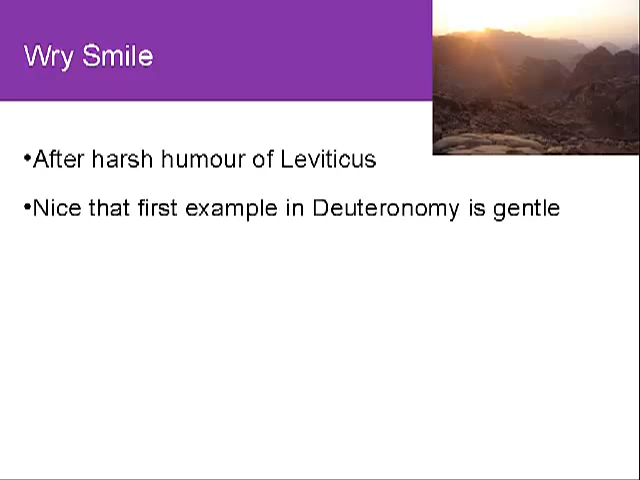 Wry Smile
•After harsh humour of Leviticus
•Nice that first example in Deuteronomy is gentle